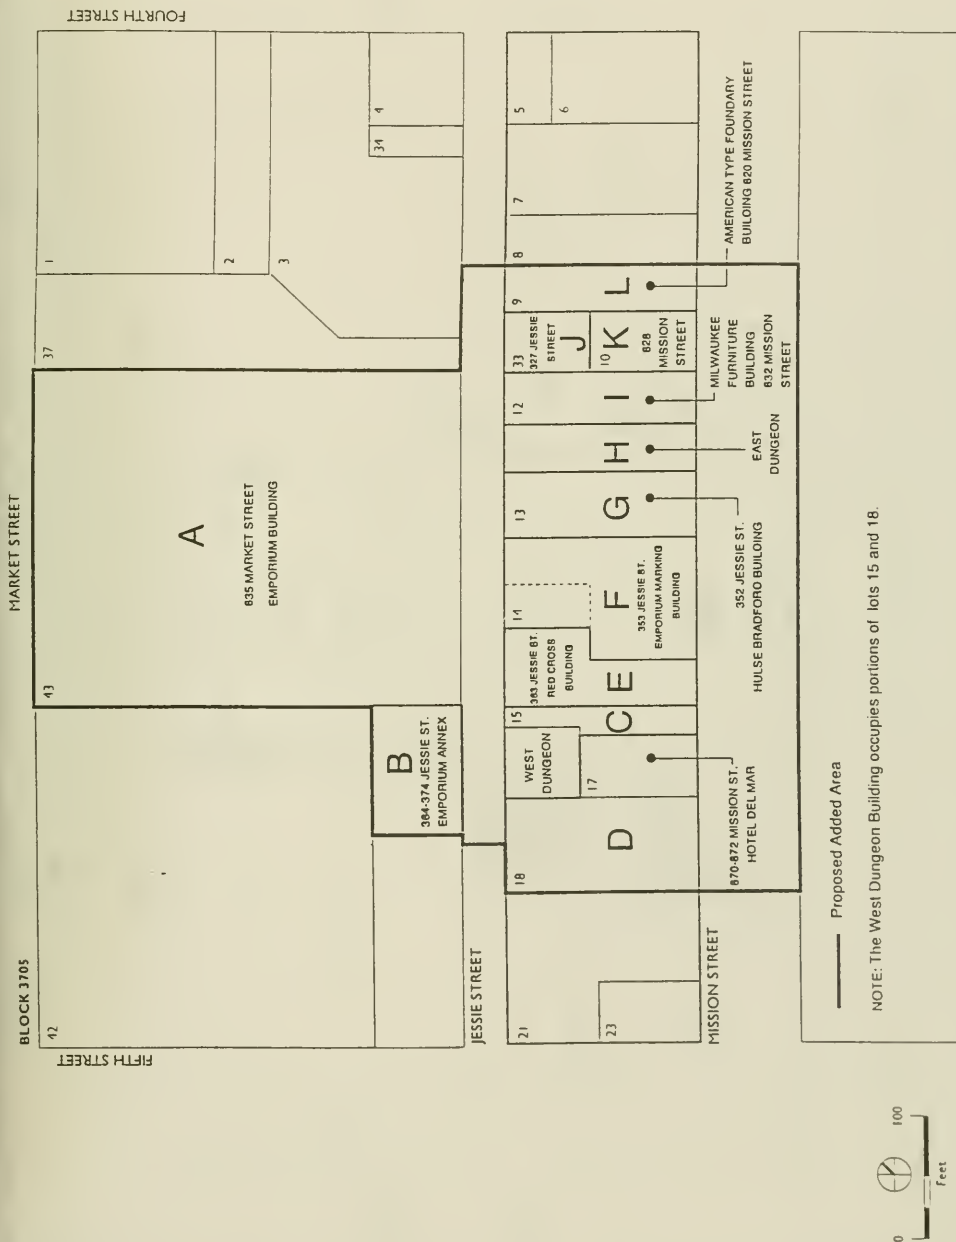 MARKET STREET
BLOCK 3705
FOURTH STREET
FIFTH STREET
42
43
37
1
2
3
34
4
A
835 MARKET STREET
EMPORIUM BUILDING
B
364-374 JESSIE ST.
EMPORIUM ANNEX
JESSIE STREET
21
23
18
D
WEST
DUNGEON
17
15
C
363 JESSIE ST.
RED CROSS
BUILDING
E
14
F
353 JESSIE ST.
EMPORIUM MARKING
BUILDING
13
G
H
12
I
33
327 JESSIE
STREET
J
10
K
628
MISSION
STREET
9
L
8
7
5
6
MISSION STREET
670-672 MISSION ST.
HOTEL DEL MAR
352 JESSIE ST.
HULSE BRADFORD BUILDING
EAST
DUNGEON
MILWAUKEE
FURNITURE
BUILDING
632 MISSION
STREET
AMERICAN TYPE FOUNDARY
BUILDING 620 MISSION STREET
Proposed Added Area
NOTE: The West Dungeon Building occupies portions of lots 15 and 18.
0
100
Feet